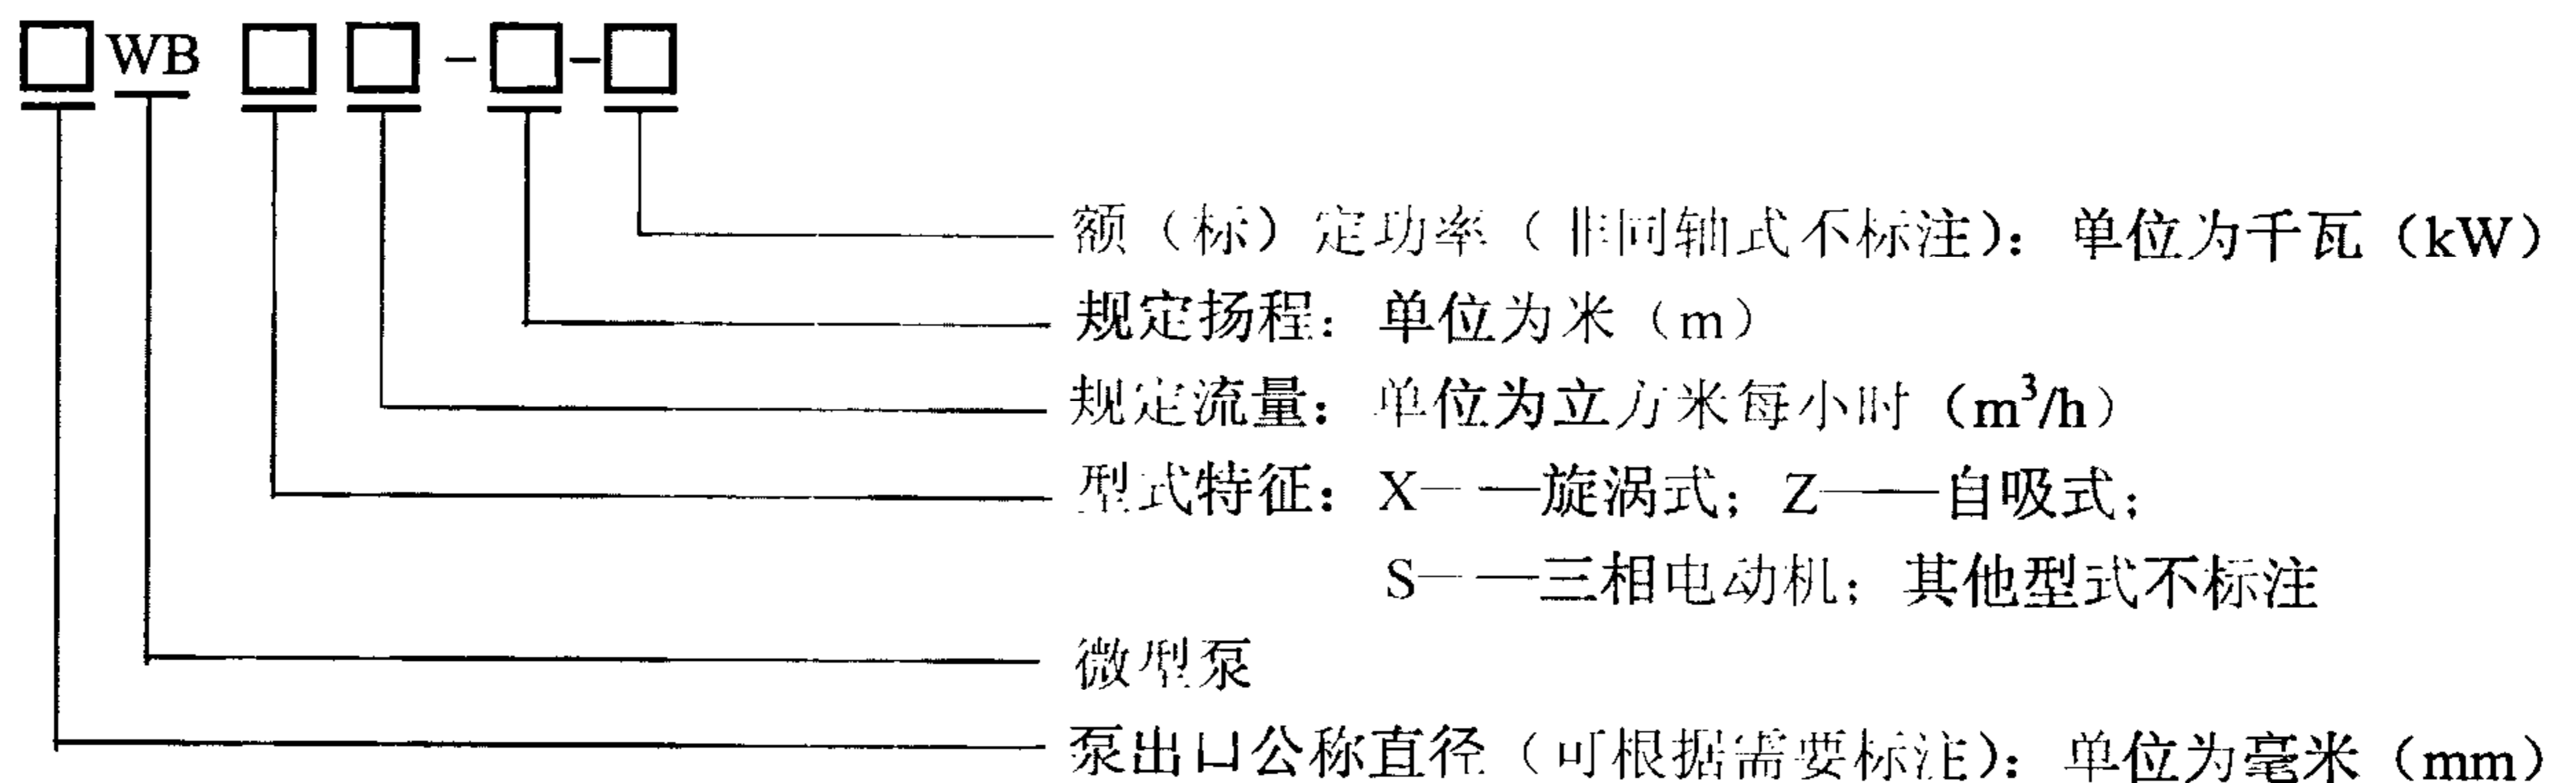 □WB □□-□-□
额（标）定功率（非同轴式不标注）：单位为千瓦（kW）
规定扬程：单位为米（m）
规定流量：单位为立方米每小时（m³/h）
型式特征：X——旋涡式；Z——自吸式；
S——三相电动机；其他型式不标注
微型泵
泵出口公称直径（可根据需要标注）：单位为毫米（mm）